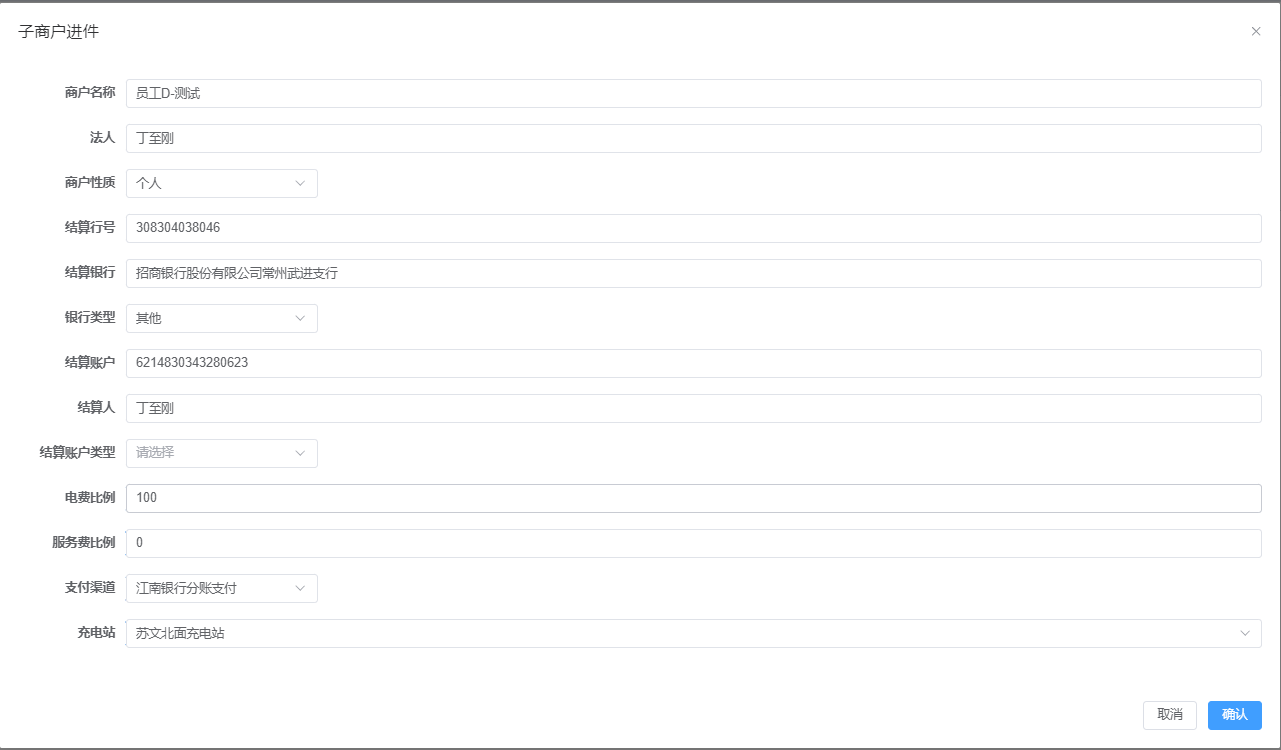 子商户进件
商户名称 员工D-测试
法人 丁至刚
商户性质 个人
结算行号 308304038046
结算银行 招商银行股份有限公司常州武进支行
银行类型 其他
结算账户 6214830343280623
结算人 丁至刚
结算账户类型 请选择
电费比例 100
服务费比例 0
支付渠道 江南银行分账支付
充电站 苏文北面充电站
取消 确认